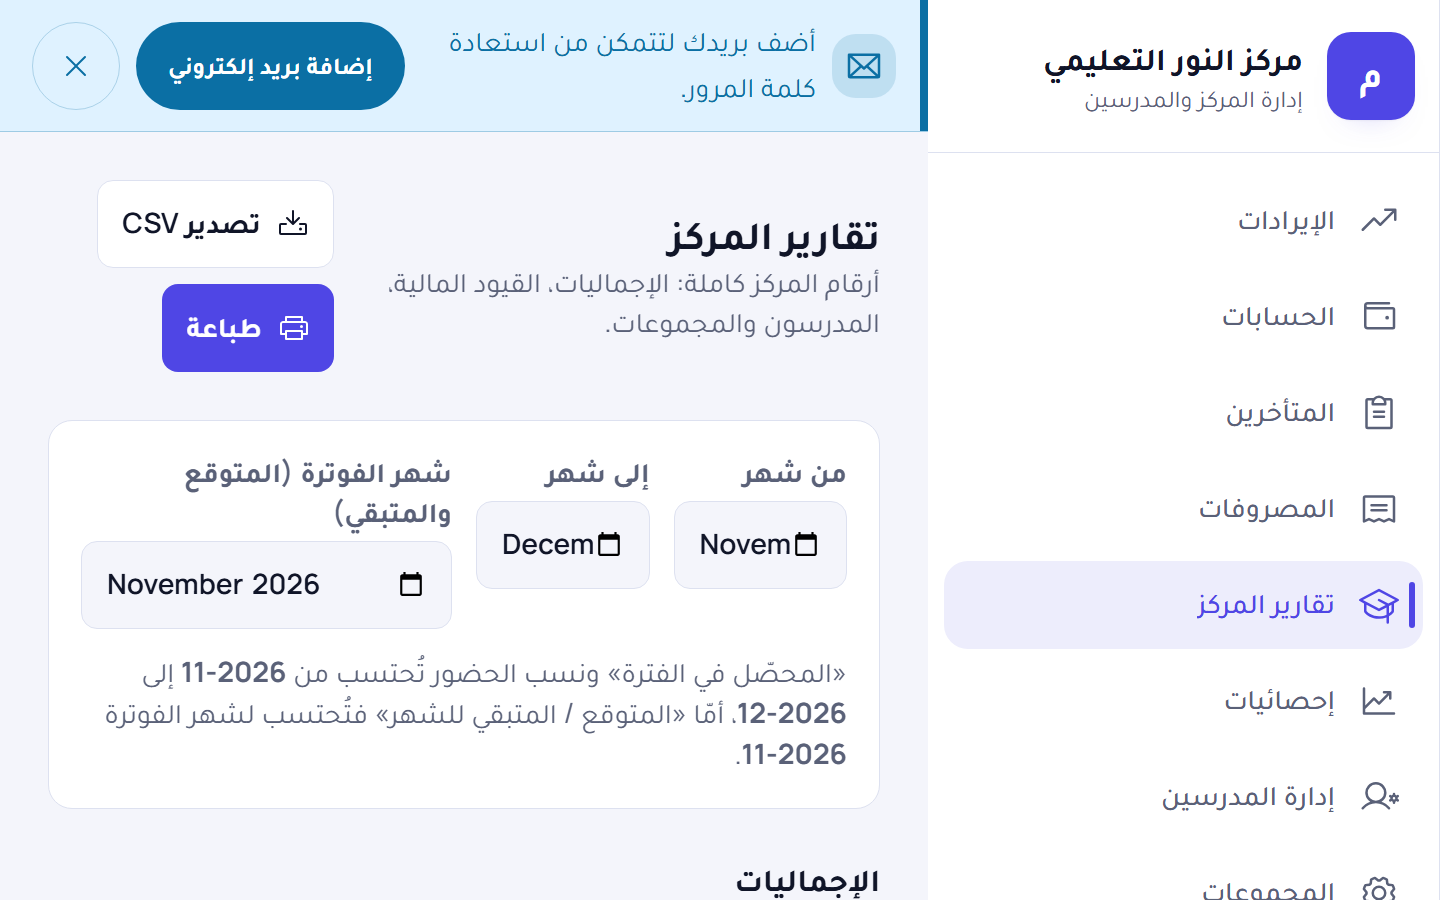 م
مركز النور التعليمي
إدارة المركز والمدرسين
الإيرادات
الحسابات
المتأخرين
المصروفات
تقارير المركز
إحصائيات
إدارة المدرسين
المجموعات
أضف بريدك لتتمكن من استعادة
كلمة المرور.
إضافة بريد إلكتروني
تقارير المركز
أرقام المركز كاملة: الإجماليات، القيود المالية،
المدرسون والمجموعات.
تصدير CSV
طباعة
من شهر
Novem
إلى شهر
Decem
شهر الفوترة (المتوقع
والمتبقي)
November 2026
«المحصّل في الفترة» ونسب الحضور تُحتسب من 2026-11 إلى
2026-12، أمّا «المتوقع / المتبقي للشهر» فتُحتسب لشهر الفوترة
2026-11.
الإجماليات